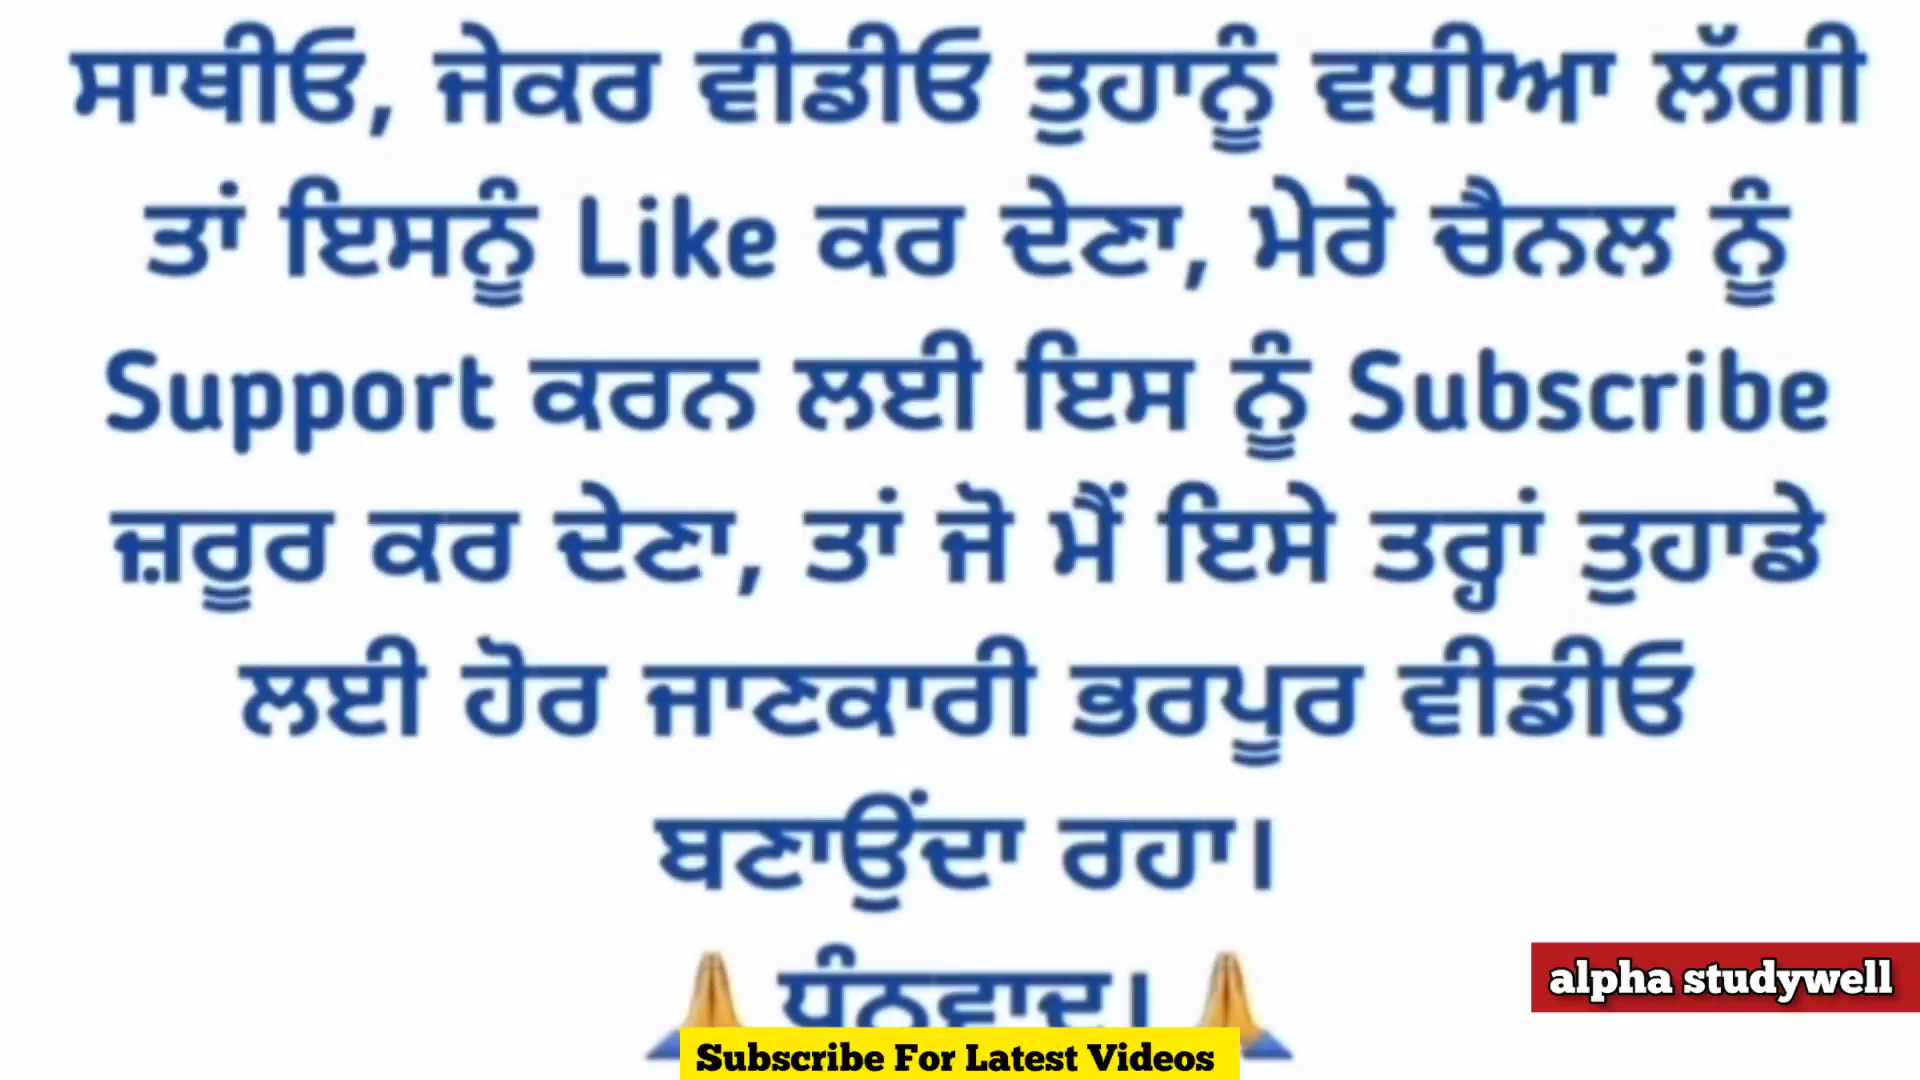 ਸਾਥੀਓ, ਜੇਕਰ ਵੀਡੀਓ ਤੁਹਾਨੂੰ ਵਧੀਆ ਲੱਗੀ
ਤਾਂ ਇਸਨੂੰ Like ਕਰ ਦੇਣਾ, ਮੇਰੇ ਚੈਨਲ ਨੂੰ
Support ਕਰਨ ਲਈ ਇਸ ਨੂੰ Subscribe
ਜ਼ਰੂਰ ਕਰ ਦੇਣਾ, ਤਾਂ ਜੋ ਮੈਂ ਇਸੇ ਤਰ੍ਹਾਂ ਤੁਹਾਡੇ
ਲਈ ਹੋਰ ਜਾਣਕਾਰੀ ਭਰਪੂਰ ਵੀਡੀਓ
ਬਣਾਉਂਦਾ ਰਹਾ।
🙏 ਧੰਨਵਾਦ। 🙏
alpha studywell
Subscribe For Latest Videos